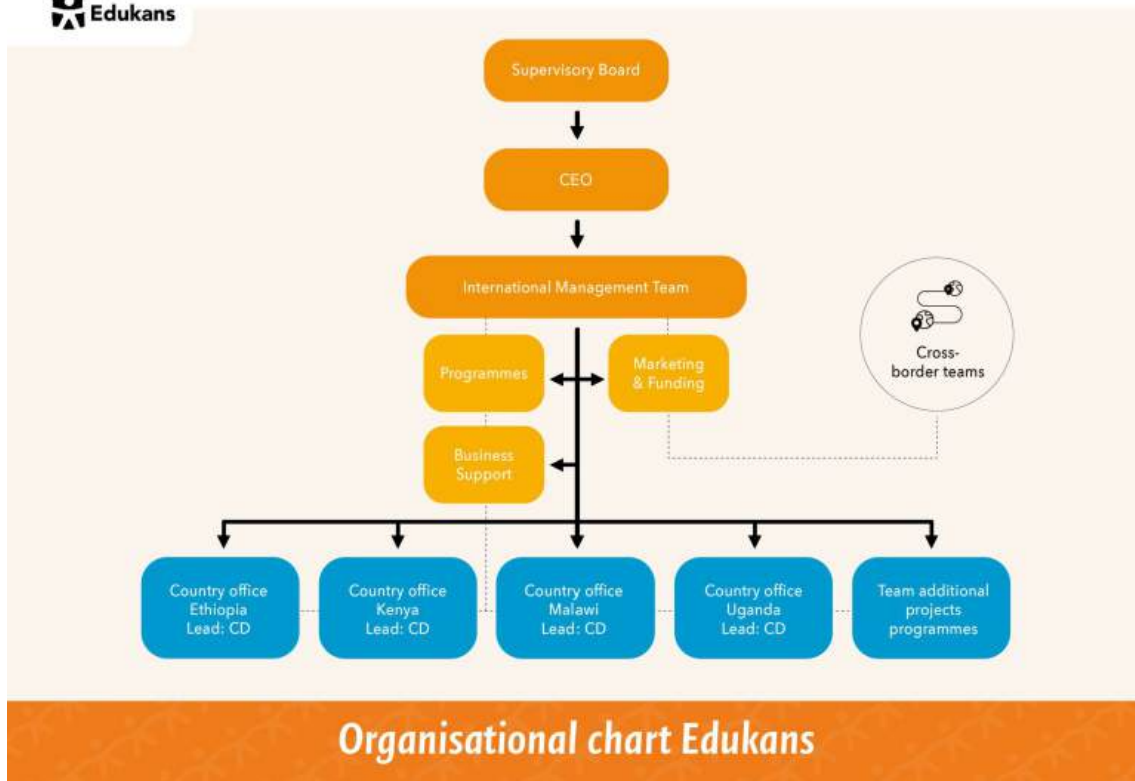 Edukans
Supervisory Board
CEO
International Management Team
Programmes
Marketing
& Funding
Cross-
border teams
Business
Support
Country office
Ethiopia
Lead: CD
Country office
Kenya
Lead: CD
Country office
Malawi
Lead: CD
Country office
Uganda
Lead: CD
Team additional
projects
programmes
Organisational chart Edukans